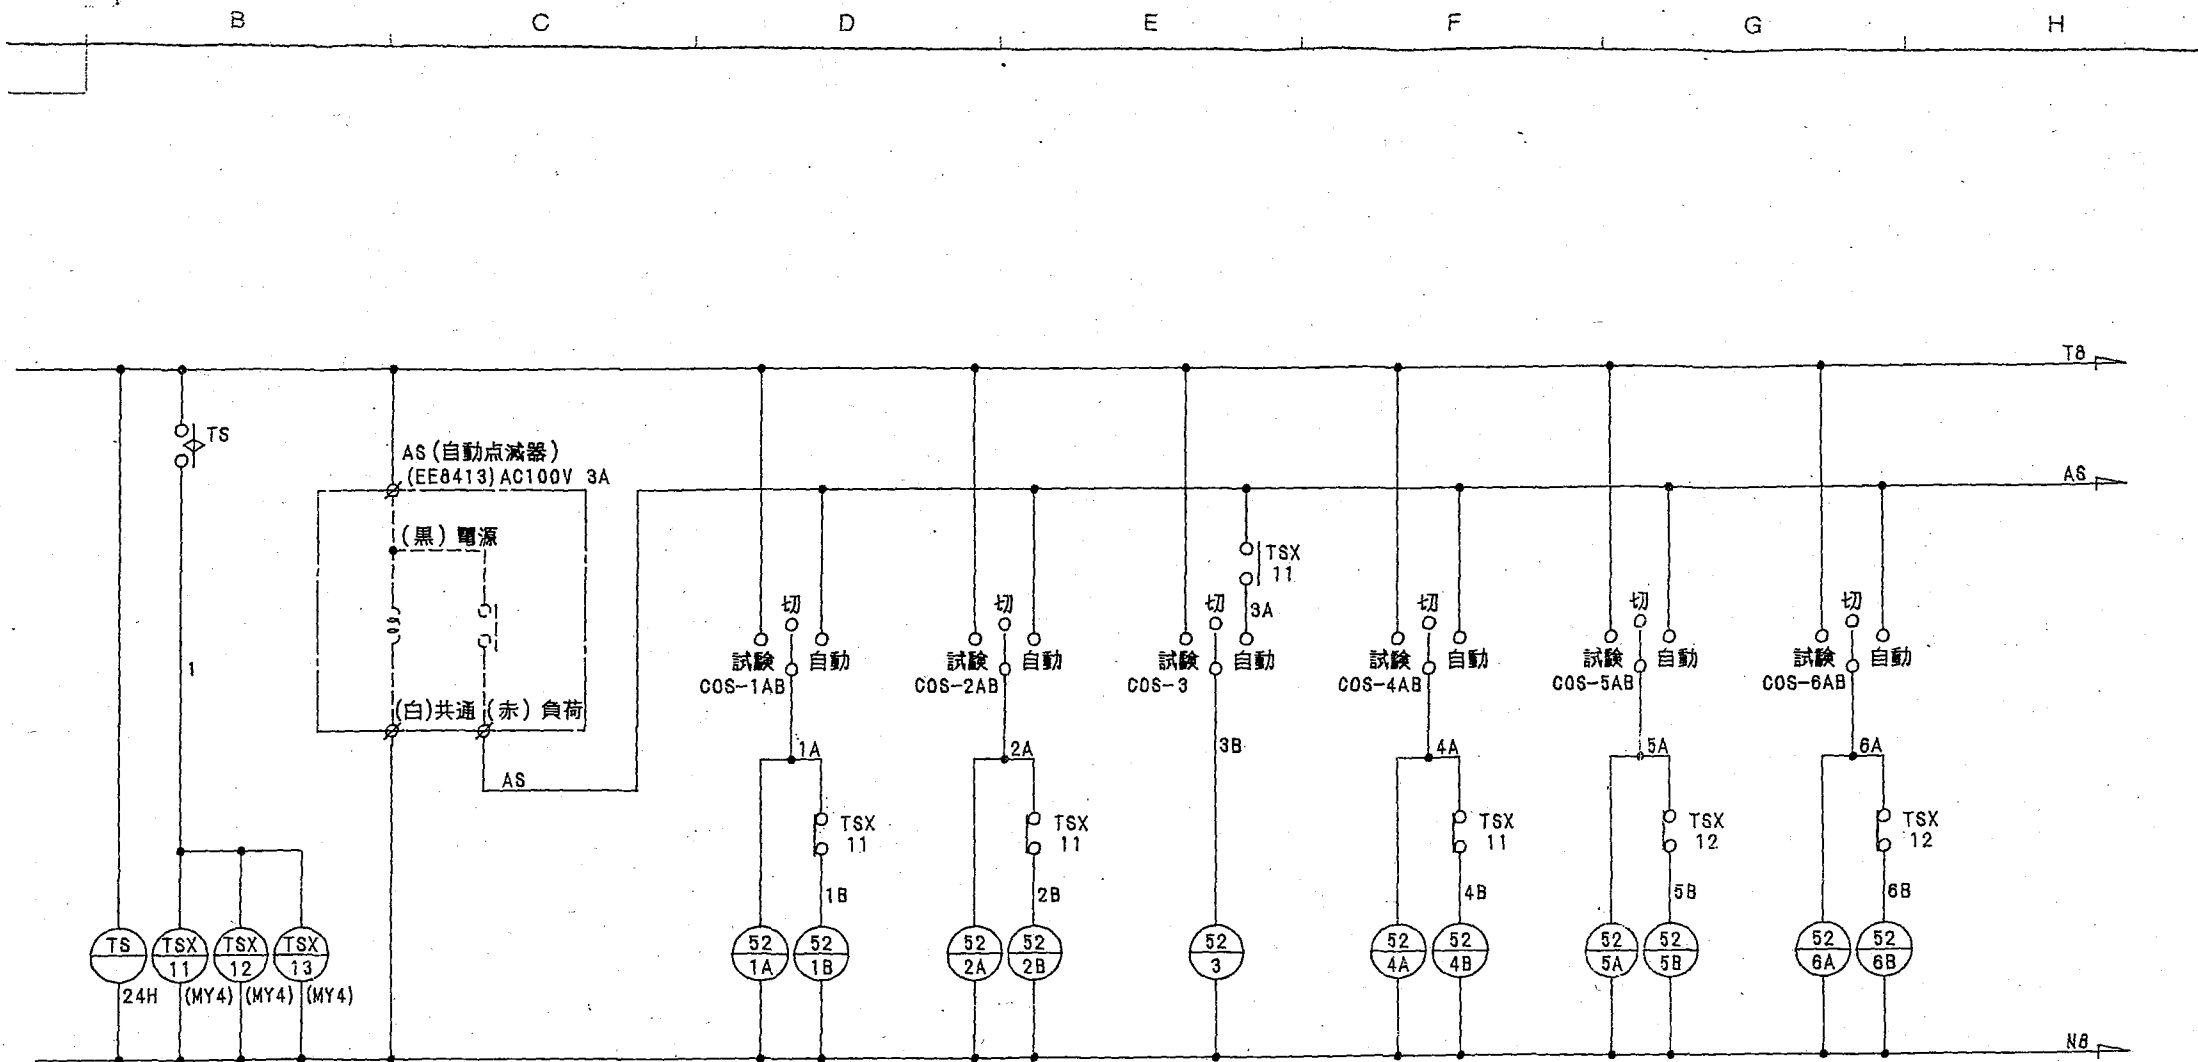 B C D E F G H
T8
TS
AS(自動点滅器)
(EE8413)AC100V 3A
AS
(黒)電源
TSX
11
3A
切 切 切 切 切 切
試験 自動 試験 自動 試験 自動 試験 自動 試験 自動 試験 自動
COS-1AB COS-2AB COS-3 COS-4AB COS-5AB COS-6AB
1
(白)共通 (赤)負荷
1A 2A 3B 4A 5A 6A
AS
TSX TSX TSX TSX TSX
11 11 11 12 12
1B 2B 4B 5B 6B
TS TSX TSX TSX 52 52 52 52 52 52 52 52 52 52 52
11 12 13 1A 1B 2A 2B 3 4A 4B 5A 5B 6A 6B
24H (MY4) (MY4) (MY4)
N8